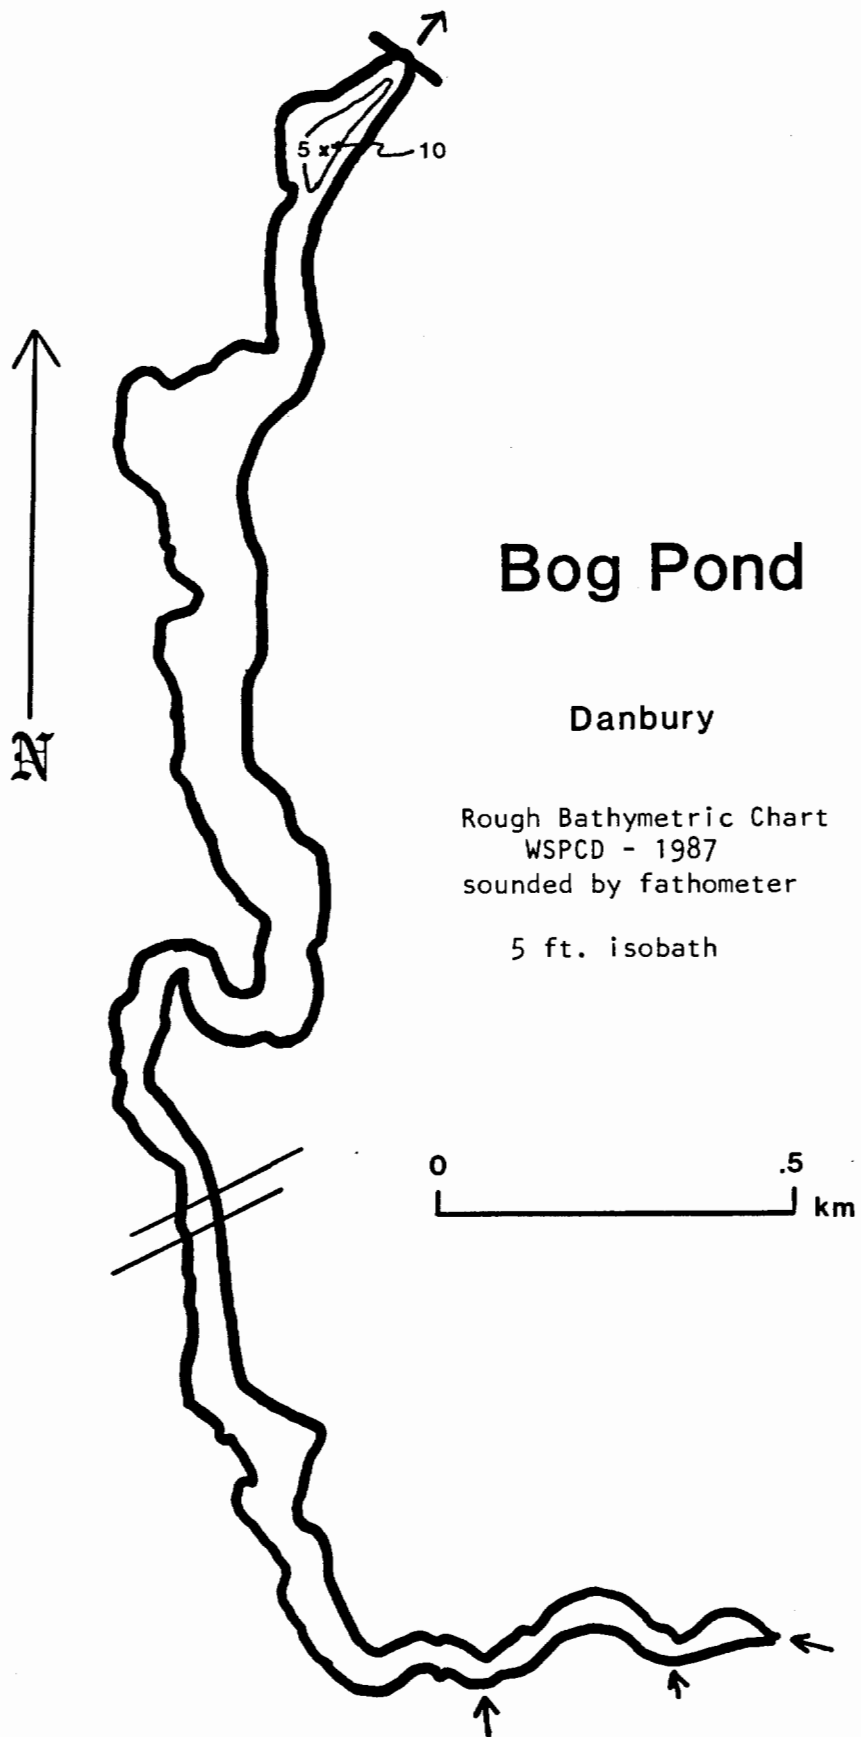 5 x 10
N
Bog Pond
Danbury
Rough Bathymetric Chart
WSPCD - 1987
sounded by fathometer
5 ft. isobath
0 .5
km